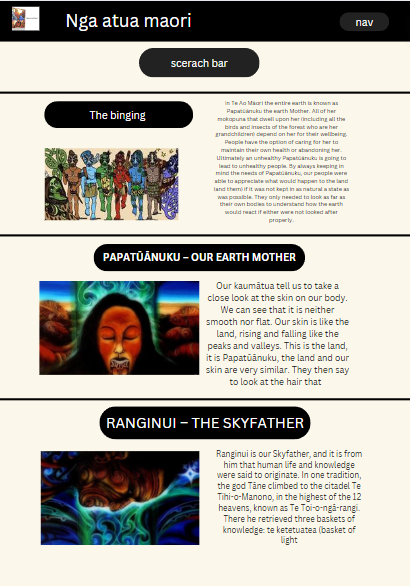 Nga atua maori
nav
scerach bar
The binging
in Te Ao Māori the entire earth is known as
Papatūānuku the earth Mother. All of her
mokopuna that dwell upon her (including all the
birds and insects of the forest who are her
grandchildren) depend on her for their wellbeing.
People have the option of caring for her to
maintain their own health or abandoning her.
Ultimately an unhealthy Papatūānuku is going to
lead to unhealthy people. By always keeping in
mind the needs of Papatūānuku, our people were
able to appreciate what would happen to the land
(and them) if it was not kept in as natural a state as
was possible. They only needed to look as far as
their own bodies to understand how the earth
would react if either were not looked after
properly.
PAPATŪĀNUKU – OUR EARTH MOTHER
Our kaumātua tell us to take a
close look at the skin on our body.
We can see that it is neither
smooth nor flat. Our skin is like the
land, rising and falling like the
peaks and valleys. This is the land,
it is Papatūānuku, the land and our
skin are very similar. They then say
to look at the hair that
RANGINUI – THE SKYFATHER
Ranginui is our Skyfather, and it is from
him that human life and knowledge
were said to originate. In one tradition,
the god Tāne climbed to the citadel Te
Tihi-o-Manono, in the highest of the 12
heavens, known as Te Toi-o-ngā-rangi.
There he retrieved three baskets of
knowledge: te ketetuatea (basket of
light